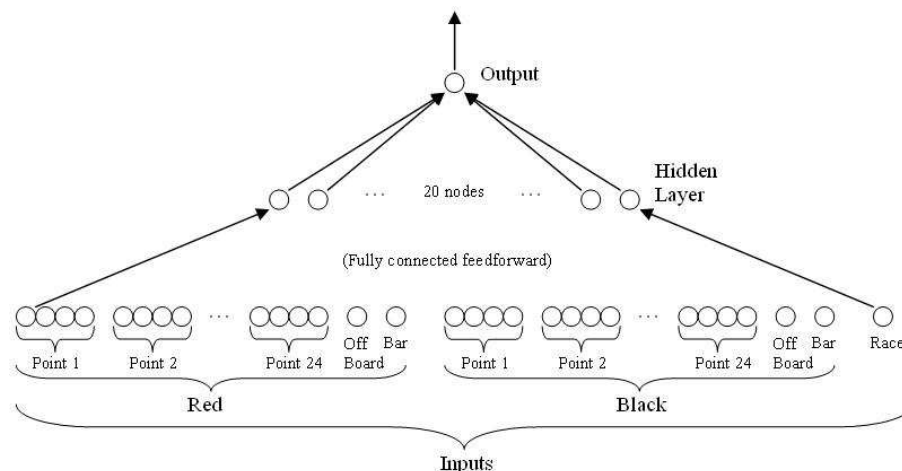 Output
Hidden
Layer
··· 20 nodes ···
(Fully connected feedforward)
··· ···
Point 1 Point 2 Point 24 Off Board Bar Point 1 Point 2 Point 24 Off Board Bar Race
Red Black
Inputs